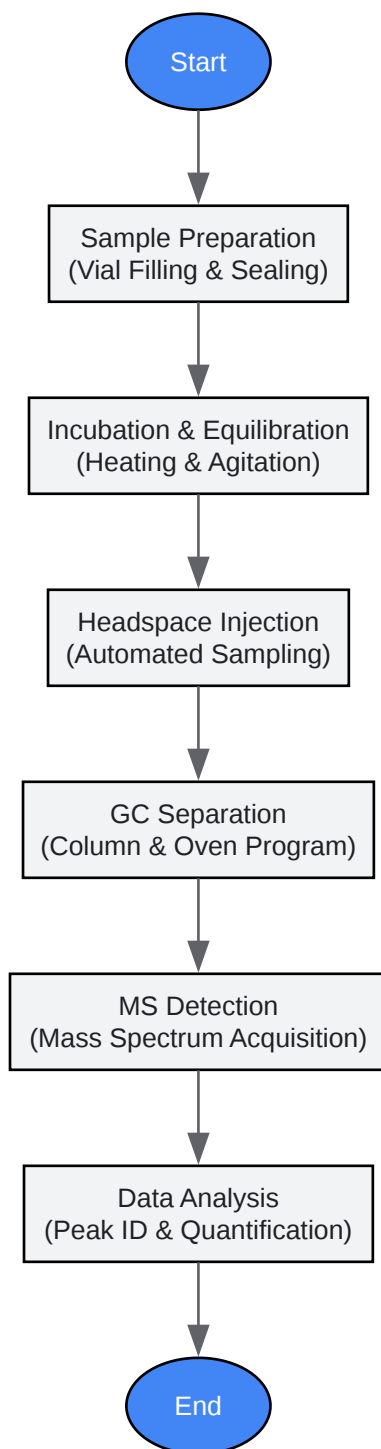 Start
Sample Preparation
(Vial Filling & Sealing)
Incubation & Equilibration
(Heating & Agitation)
Headspace Injection
(Automated Sampling)
GC Separation
(Column & Oven Program)
MS Detection
(Mass Spectrum Acquisition)
Data Analysis
(Peak ID & Quantification)
End